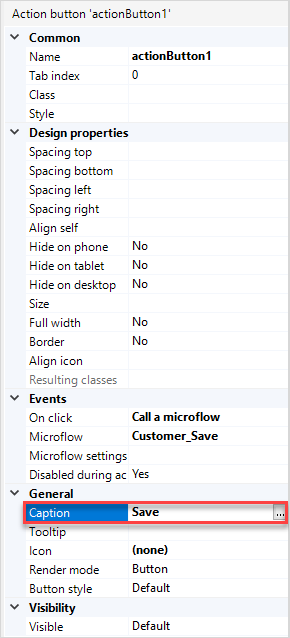 Action button 'actionButton1'
Common
Name actionButton1
Tab index 0
Class
Style
Design properties
Spacing top
Spacing bottom
Spacing left
Spacing right
Align self
Hide on phone No
Hide on tablet No
Hide on desktop No
Size
Full width No
Border No
Align icon
Resulting classes
Events
On click Call a microflow
Microflow Customer_Save
Microflow settings
Disabled during ac Yes
General
Caption Save ...
Tooltip
Icon (none)
Render mode Button
Button style Default
Visibility
Visible Default